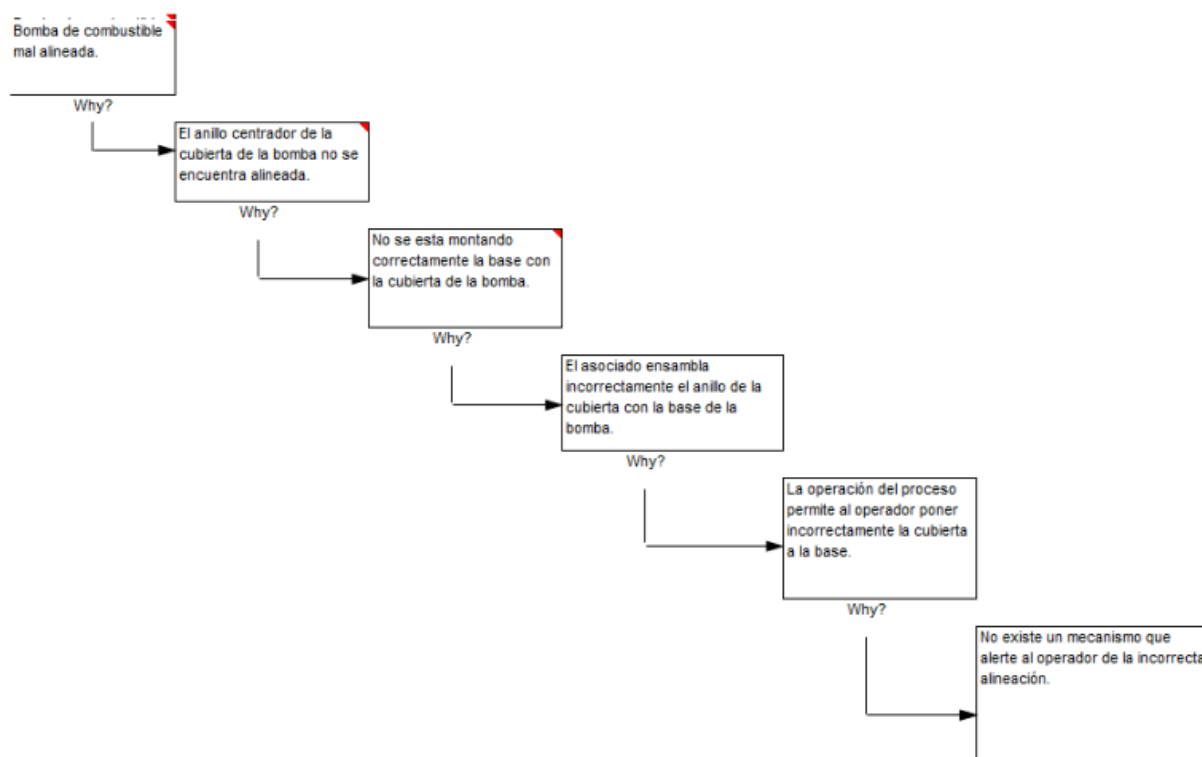 Bomba de combustible
mal alineada.
Why?
El anillo centrador de la
cubierta de la bomba no se
encuentra alineada.
Why?
No se esta montando
correctamente la base con
la cubierta de la bomba.
Why?
El asociado ensambla
incorrectamente el anillo de la
cubierta con la base de la
bomba.
Why?
La operación del proceso
permite al operador poner
incorrectamente la cubierta
a la base.
Why?
No existe un mecanismo que
alerte al operador de la incorrecta
alineación.